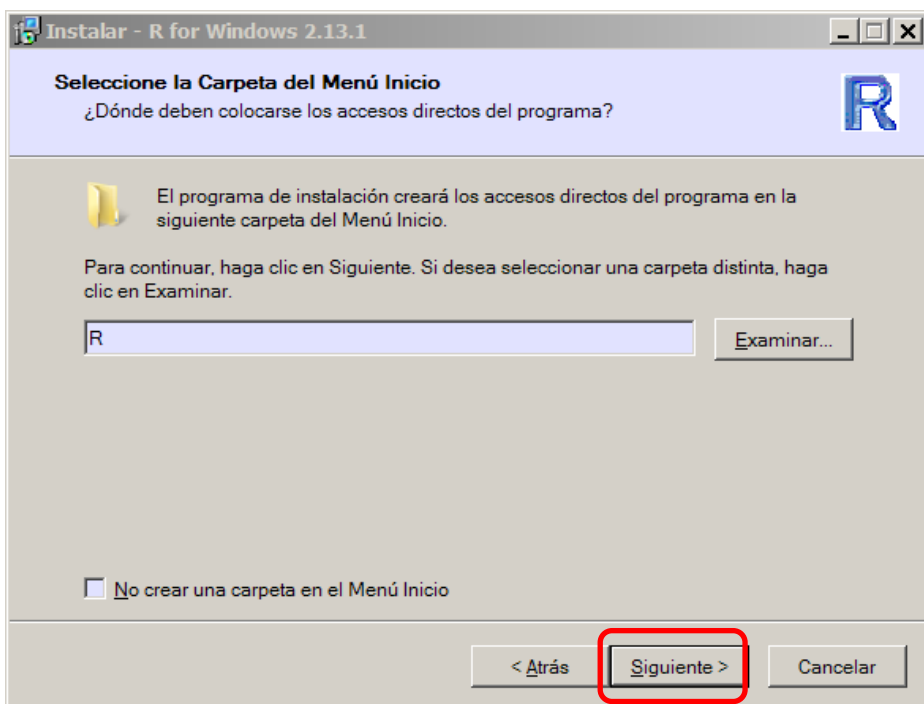 Instalar - R for Windows 2.13.1
Seleccione la Carpeta del Menú Inicio
¿Dónde deben colocarse los accesos directos del programa?
R
El programa de instalación creará los accesos directos del programa en la
siguiente carpeta del Menú Inicio.
Para continuar, haga clic en Siguiente. Si desea seleccionar una carpeta distinta, haga
clic en Examinar.
R
Examinar...
No crear una carpeta en el Menú Inicio
< Atrás
Siguiente >
Cancelar